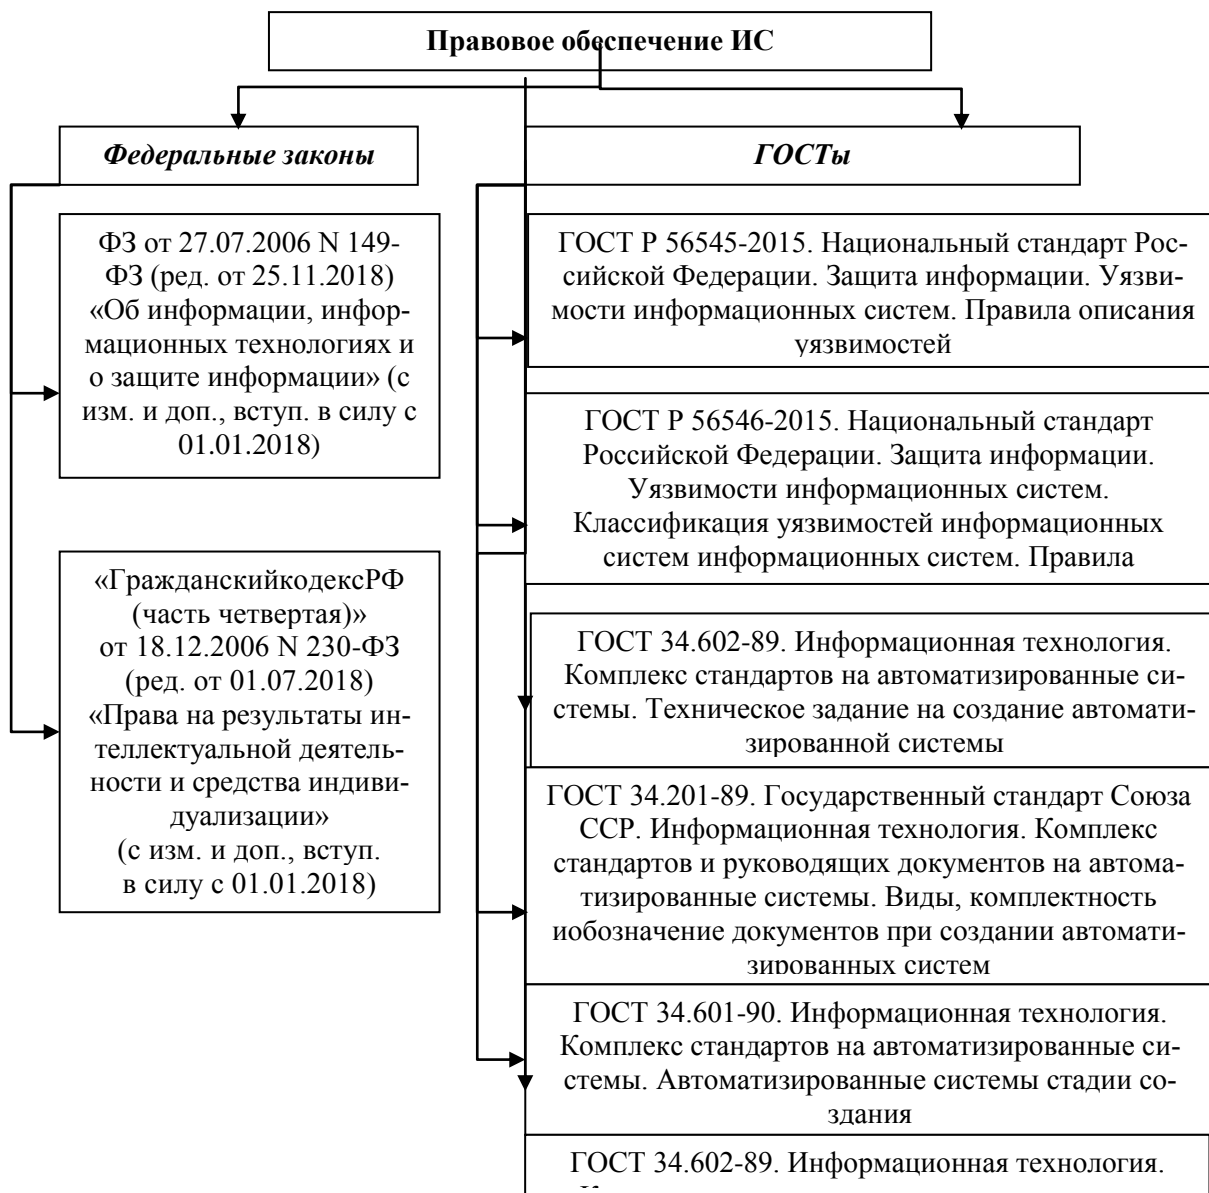 Правовое обеспечение ИС
Федеральные законы
ФЗ от 27.07.2006 N 149-
ФЗ (ред. от 25.11.2018)
«Об информации, инфор-
мационных технологиях и
о защите информации» (с
изм. и доп., вступ. в силу с
01.01.2018)
«ГражданскийкодексРФ
(часть четвертая)»
от 18.12.2006 N 230-ФЗ
(ред. от 01.07.2018)
«Права на результаты ин-
теллектуальной деятель-
ности и средства индиви-
дуализации»
(с изм. и доп., вступ.
в силу с 01.01.2018)
ГОСТы
ГОСТ Р 56545-2015. Национальный стандарт Рос-
сийской Федерации. Защита информации. Уязви-
мости информационных систем. Правила описания
уязвимостей
ГОСТ Р 56546-2015. Национальный стандарт
Российской Федерации. Защита информации.
Уязвимости информационных систем.
Классификация уязвимостей информационных
систем информационных систем. Правила
ГОСТ 34.602-89. Информационная технология.
Комплекс стандартов на автоматизированные си-
стемы. Техническое задание на создание автомати-
зированной системы
ГОСТ 34.201-89. Государственный стандарт Союза
ССР. Информационная технология. Комплекс
стандартов и руководящих документов на автома-
тизированные системы. Виды, комплектность
иобозначение документов при создании автомати-
зированных систем
ГОСТ 34.601-90. Информационная технология.
Комплекс стандартов на автоматизированные си-
стемы. Автоматизированные системы стадии со-
здания
ГОСТ 34.602-89. Информационная технология.